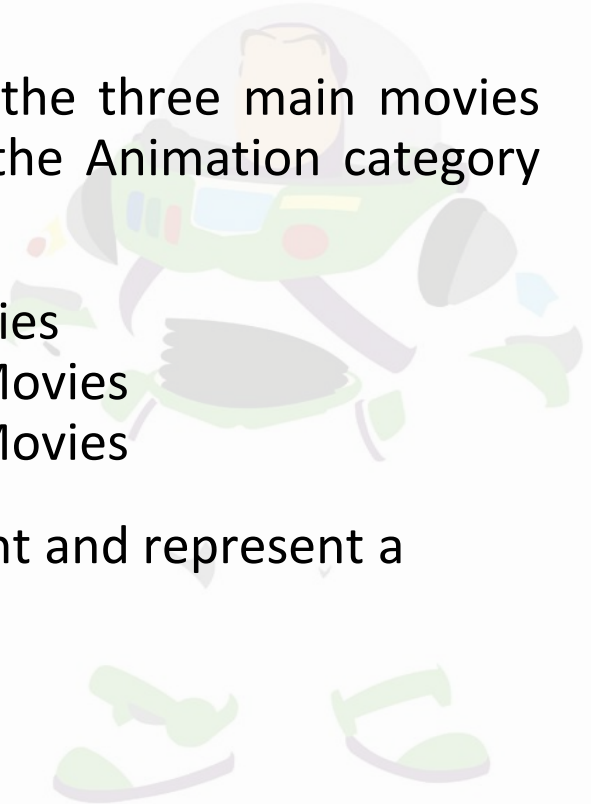 the three main movies
the Animation category
ies
Movies
Movies
nt and represent a